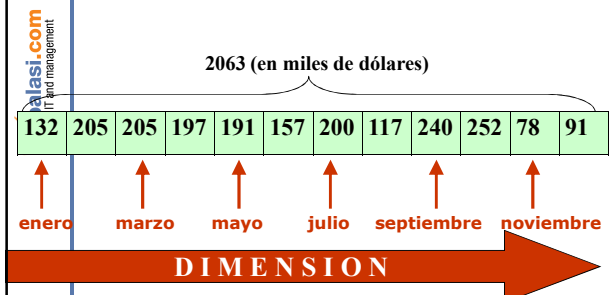 palasi.com
IT and management
2063 (en miles de dólares)
132 205 205 197 191 157 200 117 240 252 78 91
enero marzo mayo julio septiembre noviembre
DIMENSION